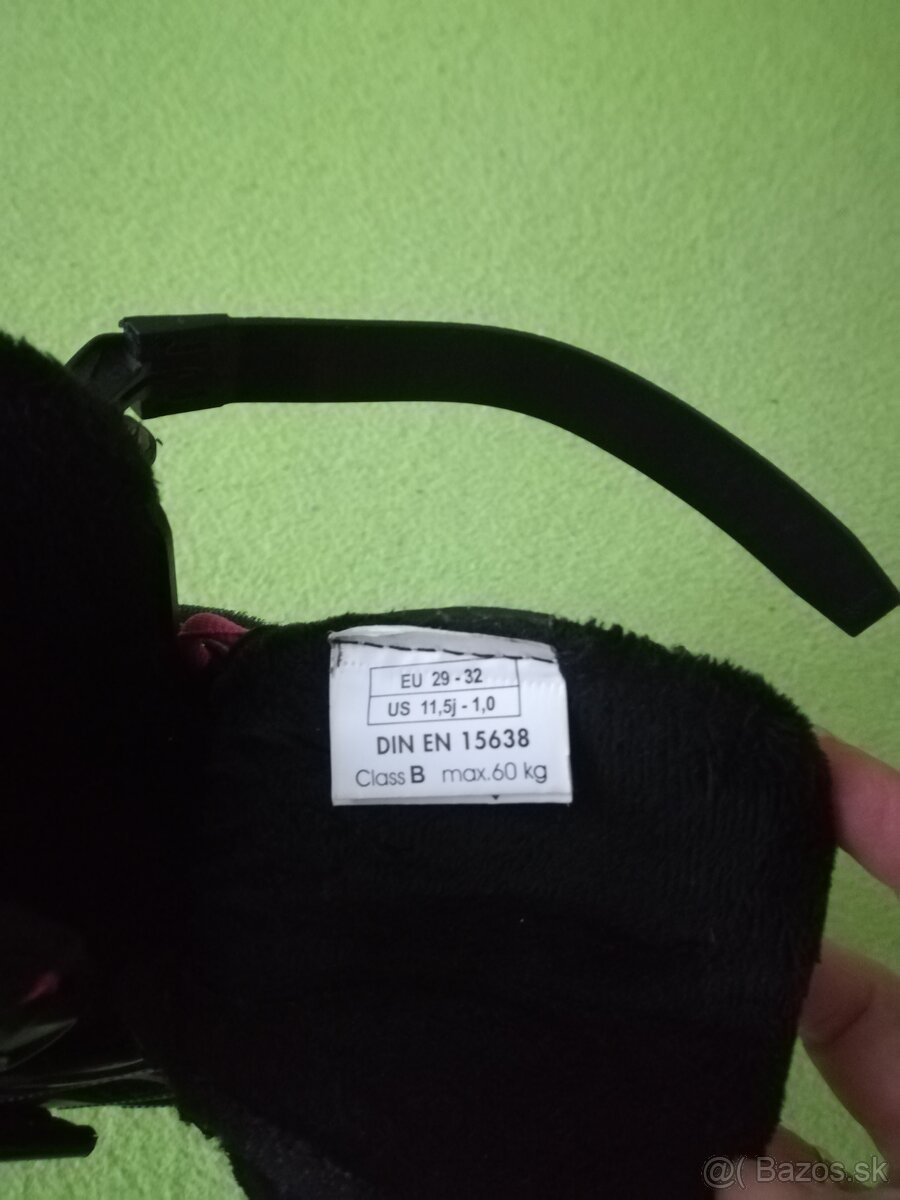 EU 29 - 32
US 11,5j - 1,0
DIN EN 15638
Class B max.60 kg
@( Bazos.sk